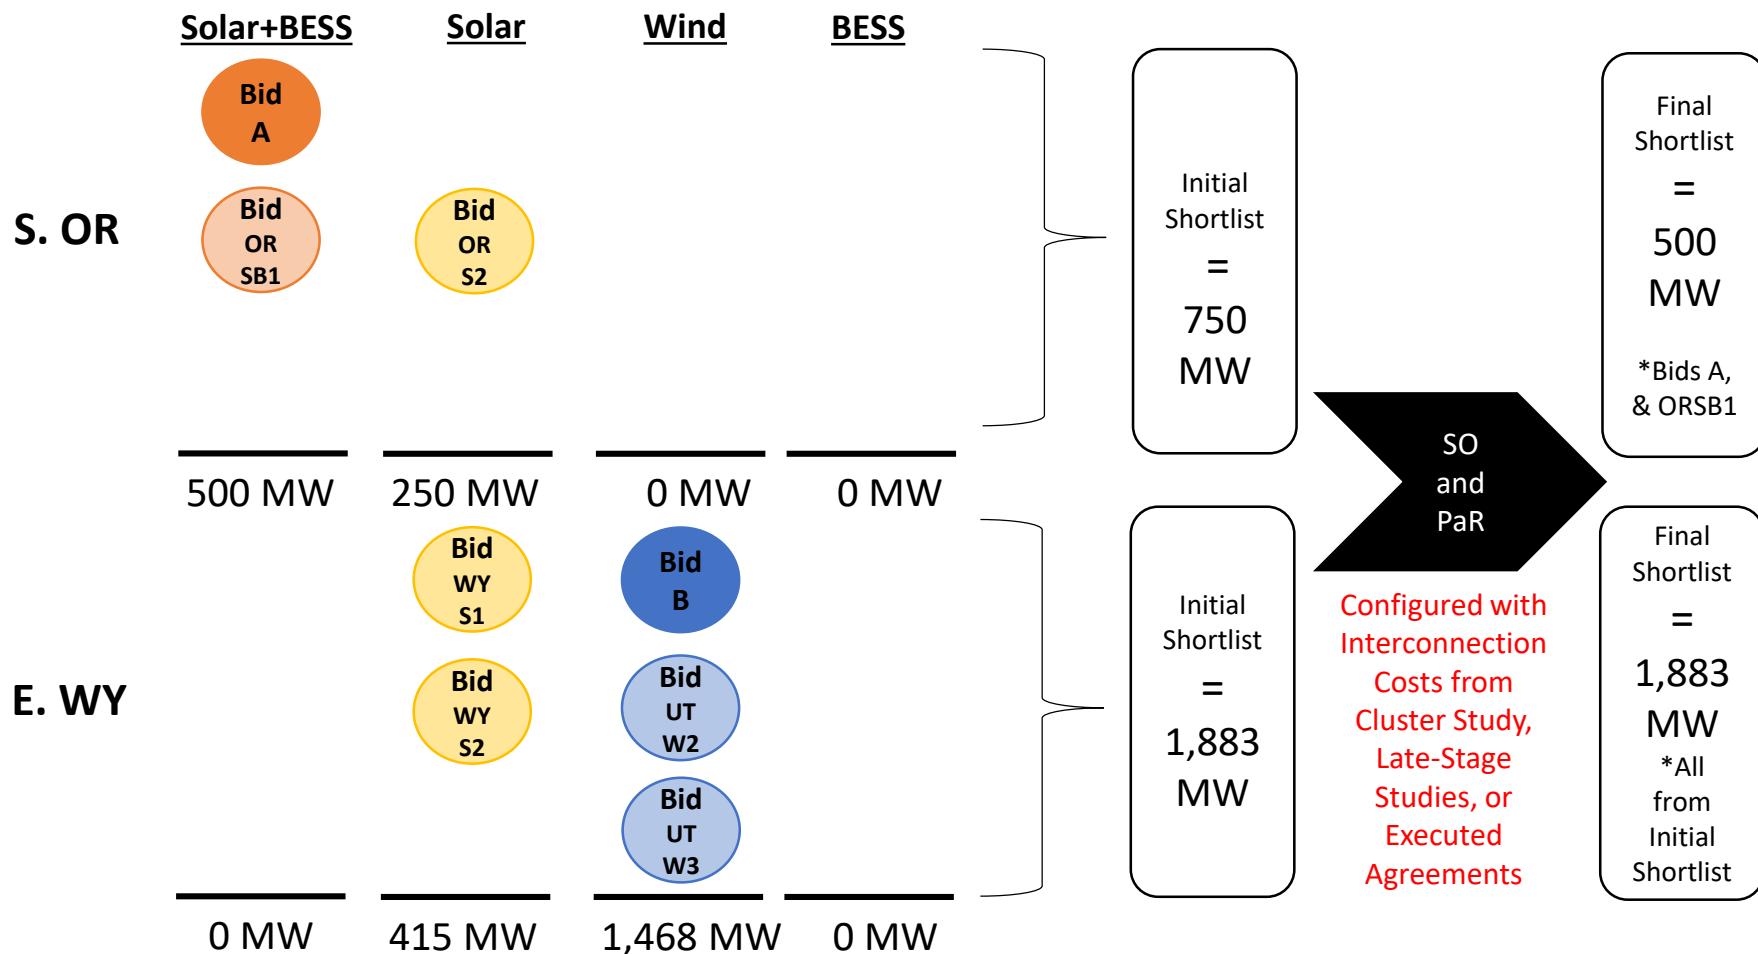 Solar+BESS
Solar
Wind
BESS
S. OR
Bid
A
Bid
OR
SB1
Bid
OR
S2
500 MW
250 MW
0 MW
0 MW
Initial
Shortlist
=
750
MW
Final
Shortlist
=
500
MW
*Bids A,
& ORSB1
SO
and
PaR
Configured with
Interconnection
Costs from
Cluster Study,
Late-Stage
Studies, or
Executed
Agreements
E. WY
Bid
WY
S1
Bid
WY
S2
Bid
B
Bid
UT
W2
Bid
UT
W3
0 MW
415 MW
1,468 MW
0 MW
Initial
Shortlist
=
1,883
MW
Final
Shortlist
=
1,883
MW
*All
from
Initial
Shortlist